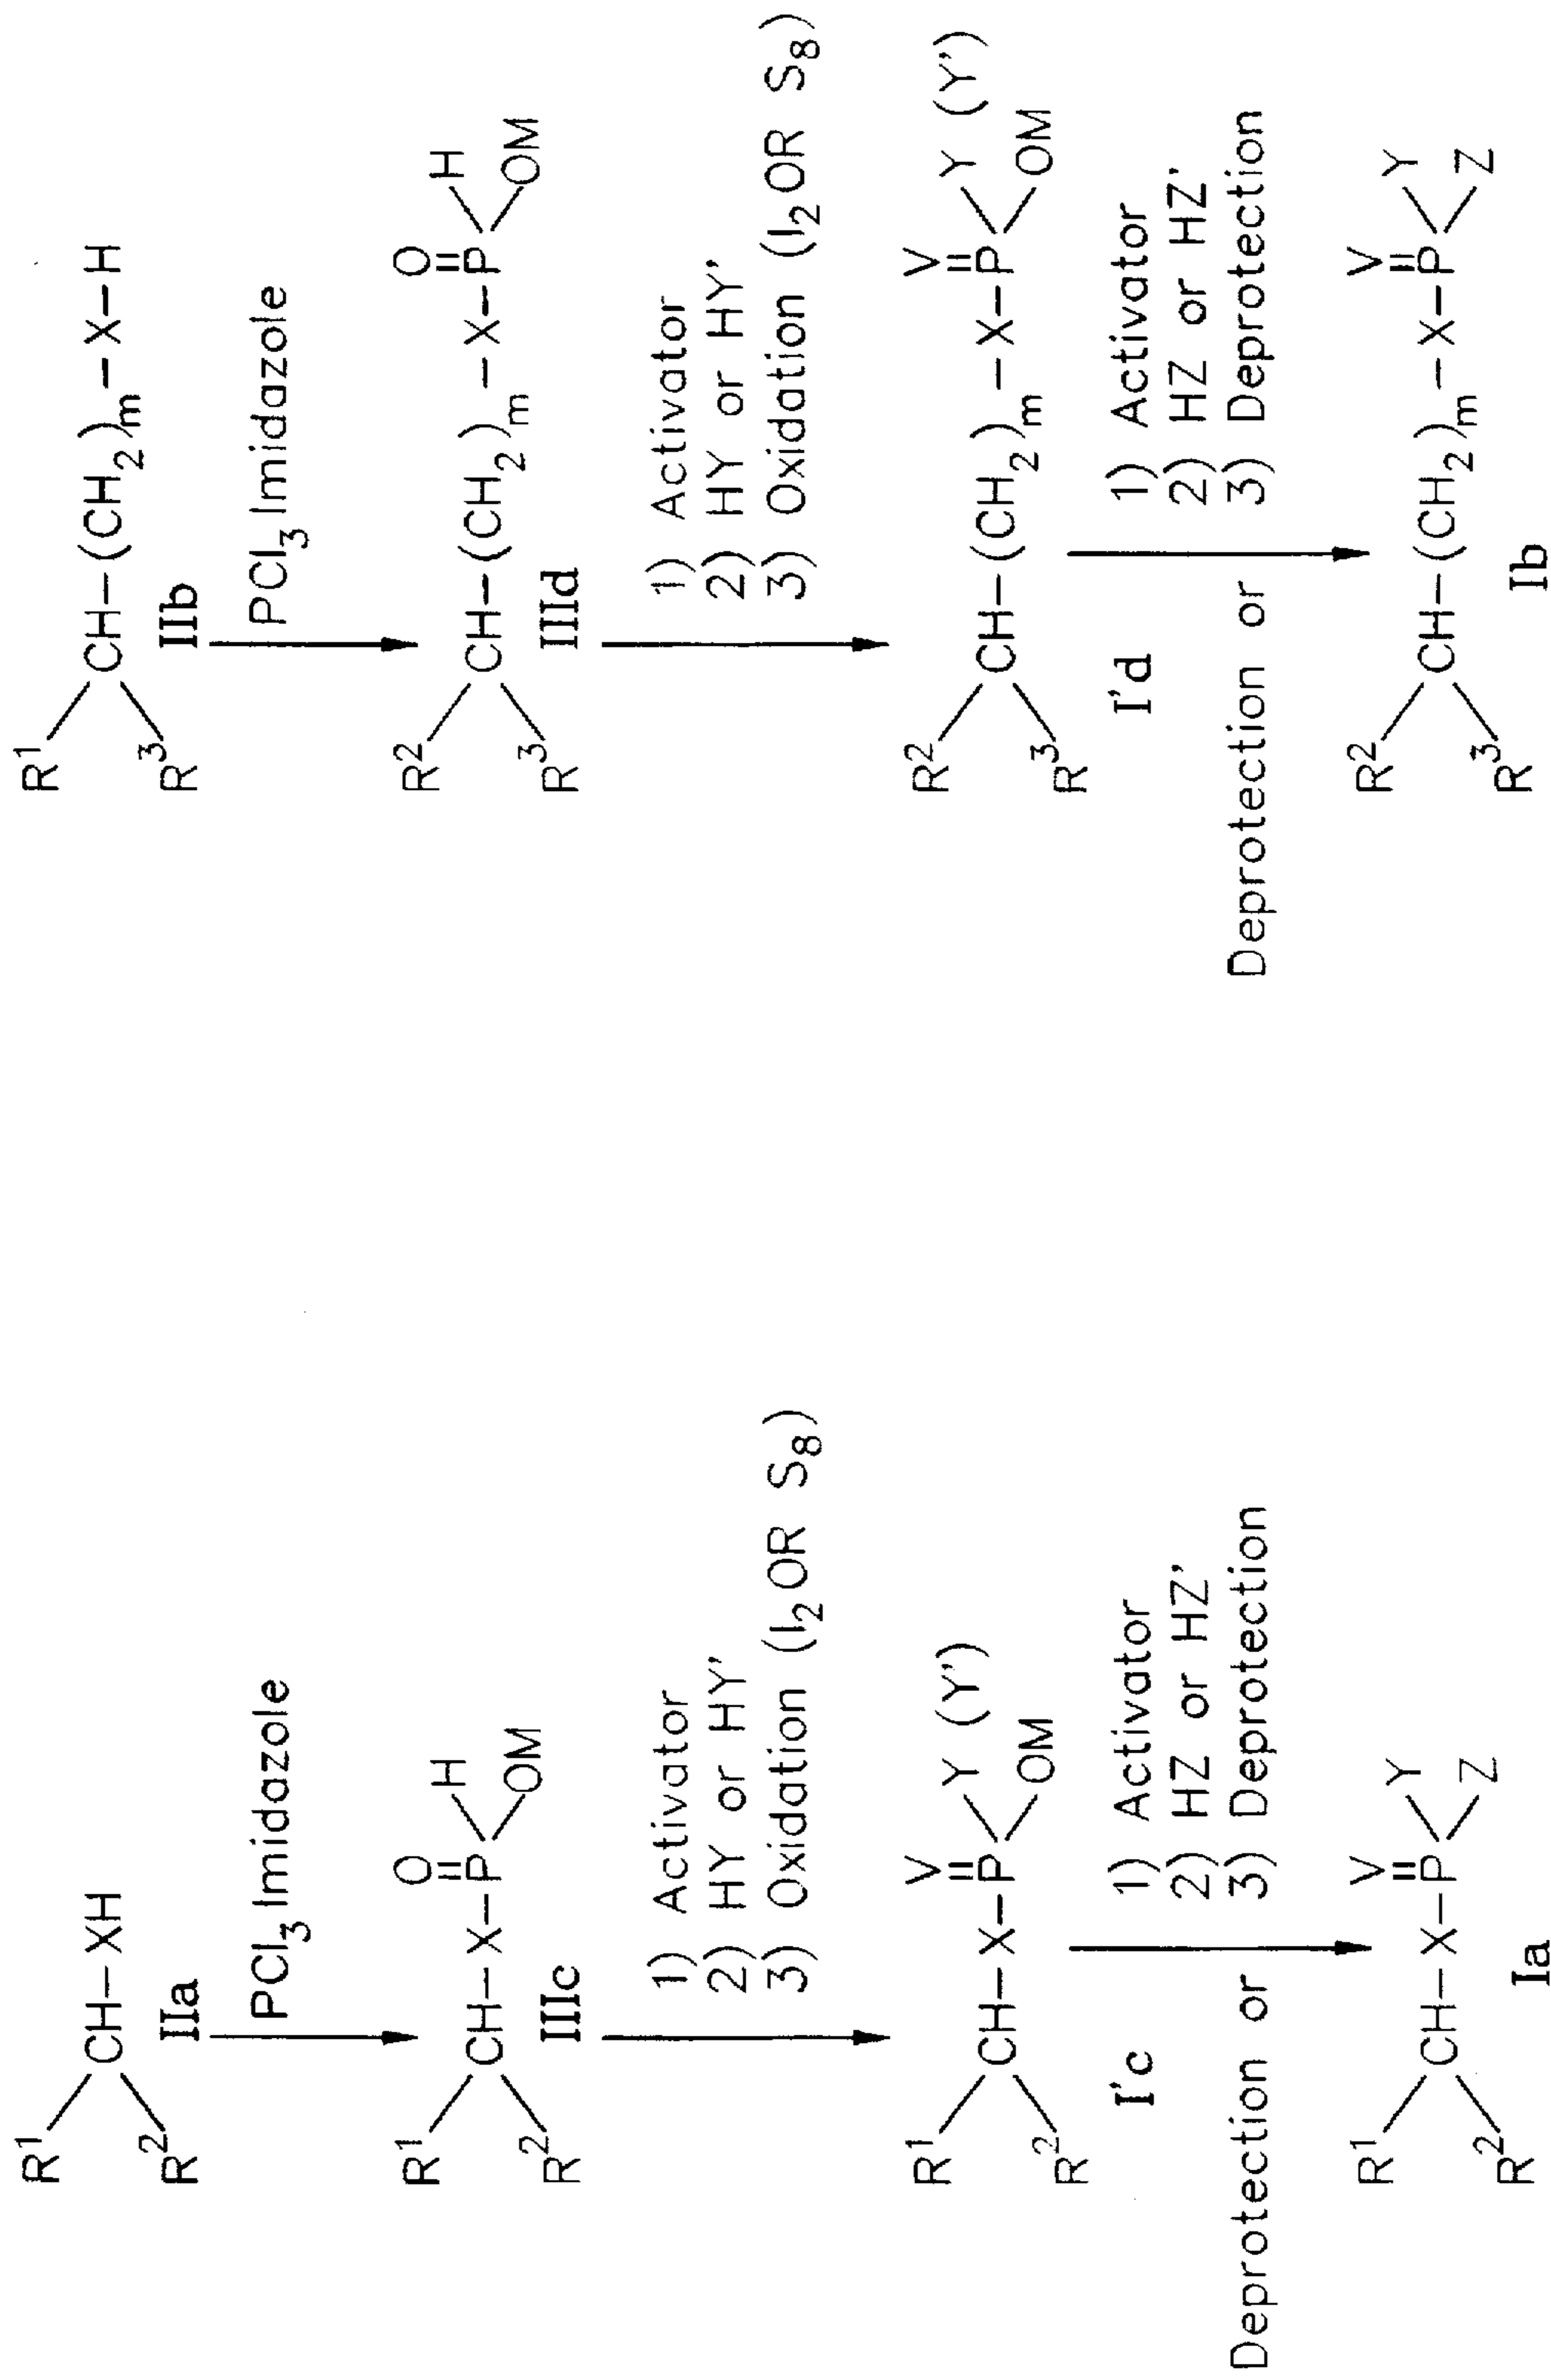 R1
CH-XH
R2
IIa
PCl3 Imidazole
R1
CH-X-P
O
H
OM
R2
IIIc
1) Activator
2) HY or HY'
3) Oxidation (I2 OR S8)
R1
CH-X-P
V
Y (Y')
OM
R2
I'c
Deprotection or
1) Activator
2) HZ or HZ'
3) Deprotection
R1
CH-X-P
V
Y
Z
R2
Ia
R1
CH-(CH2)m-X-H
R3
IIb
PCl3 Imidazole
R2
CH-(CH2)m-X-P
O
H
OM
R3
IIId
1) Activator
2) HY or HY'
3) Oxidation (I2 OR S8)
R2
CH-(CH2)m-X-P
V
Y (Y')
OM
R3
I'd
Deprotection or
1) Activator
2) HZ or HZ'
3) Deprotection
R2
CH-(CH2)m-X-P
V
Y
Z
R3
Ib